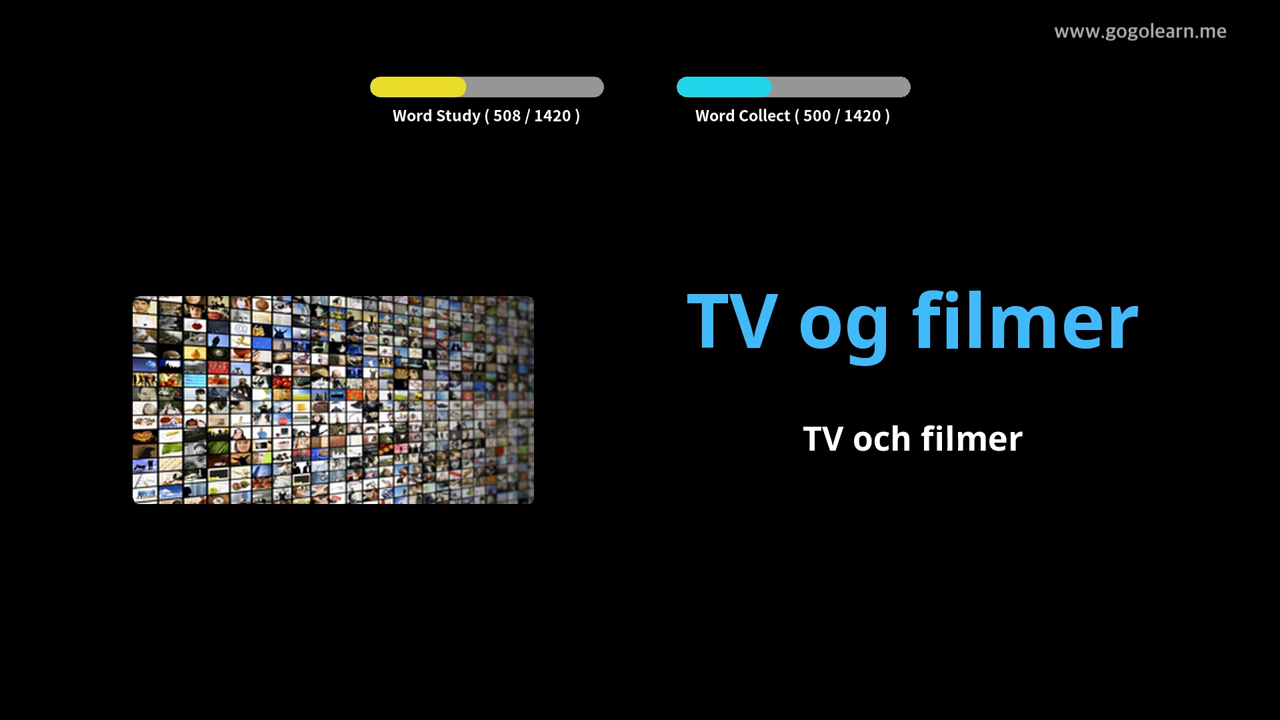 www.gogolearn.me
Word Study ( 508 / 1420 )
Word Collect ( 500 / 1420 )
TV og filmer
TV och filmer